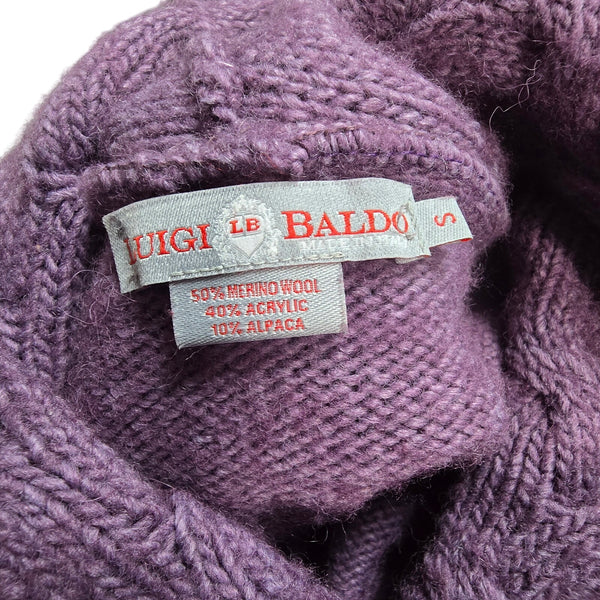 LUIGI LB BALDO
MADE IN ITALY
S
50% MERINO WOOL
40% ACRYLIC
10% ALPACA